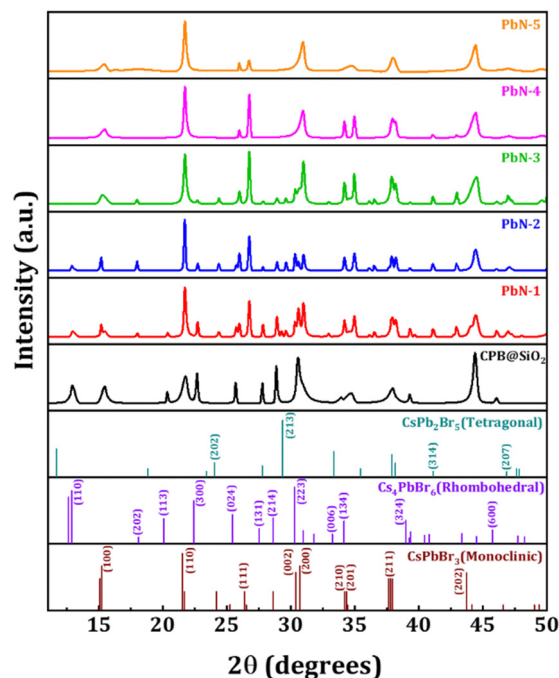 PbN-5
PbN-4
PbN-3
PbN-2
PbN-1
CPB@SiO₂
CsPb₂Br₅(Tetragonal)
(202)
(213)
(314)
(207)
Cs₄PbBr₆(Rhombohedral)
(110)
(202)
(113)
(300)
(024)
(131)
(214)
(223)
(006)
(134)
(324)
(600)
CsPbBr₃(Monoclinic)
(100)
(110)
(111)
(002)
(200)
(210)
(201)
(211)
(202)
Intensity (a.u.)
15 20 25 30 35 40 45 50
2θ (degrees)